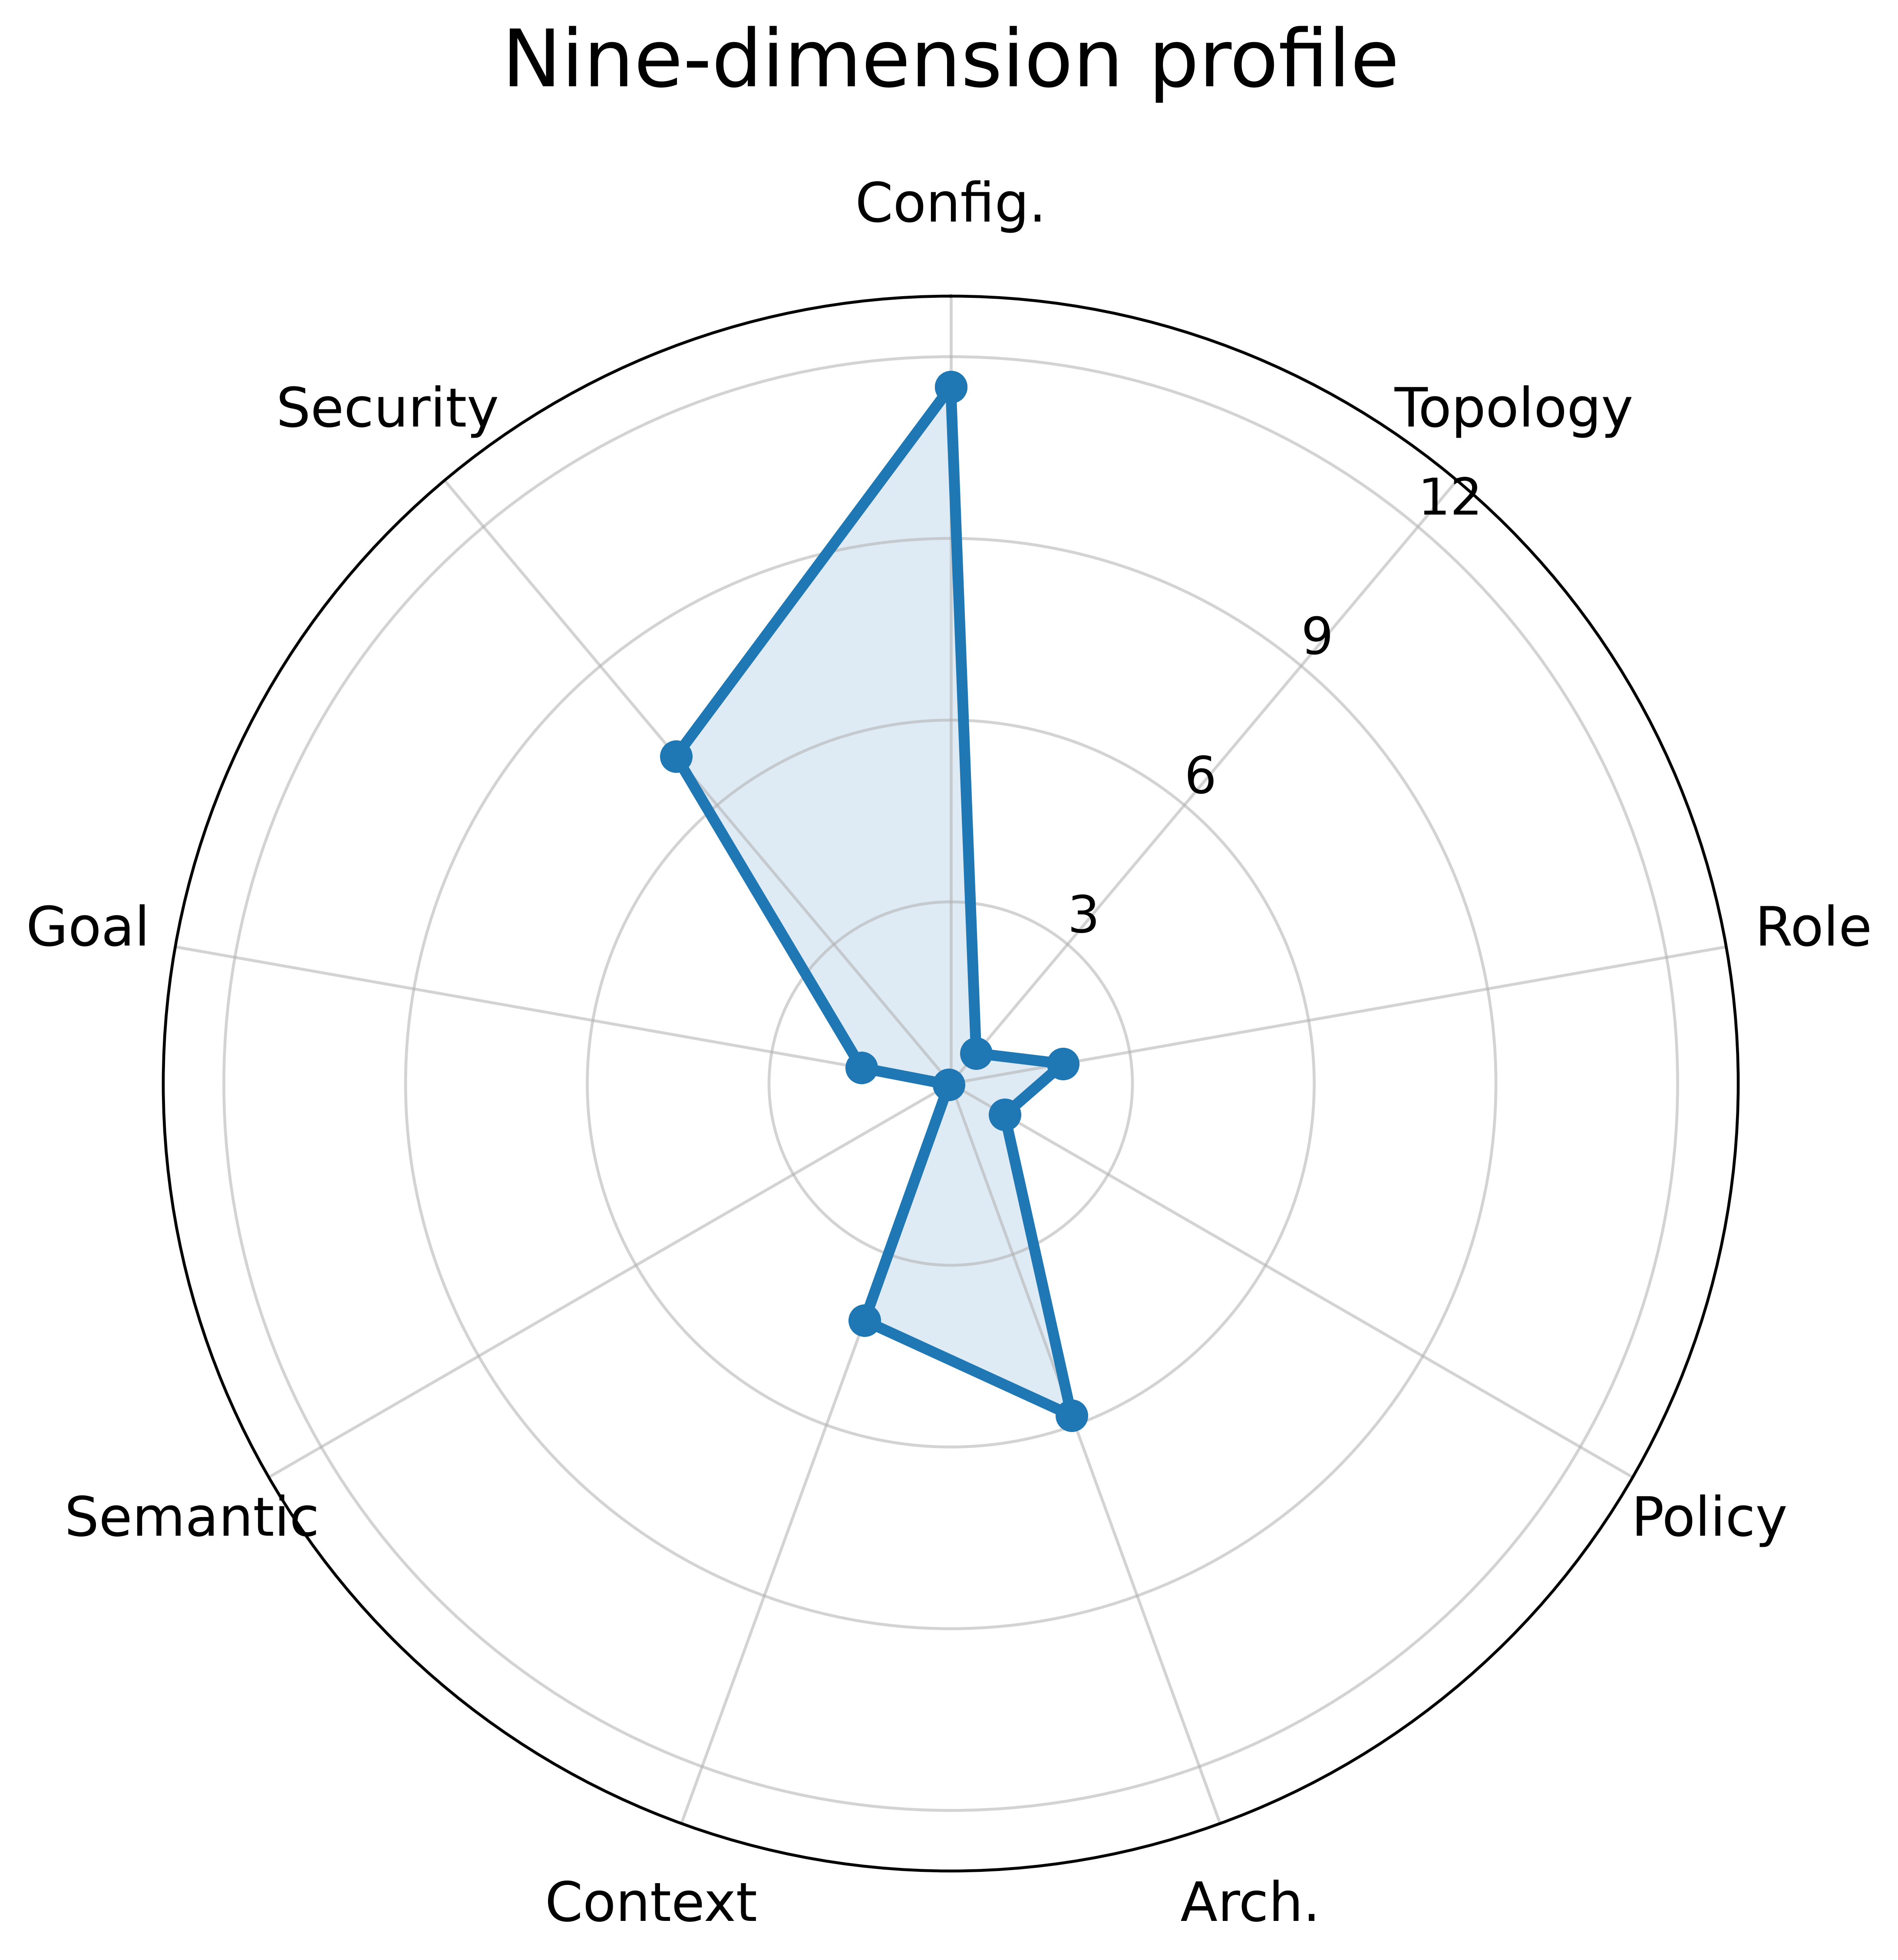 Nine-dimension profile
Config.
Security
Topology
12
9
6
3
Goal
Role
Semantic
Policy
Context
Arch.